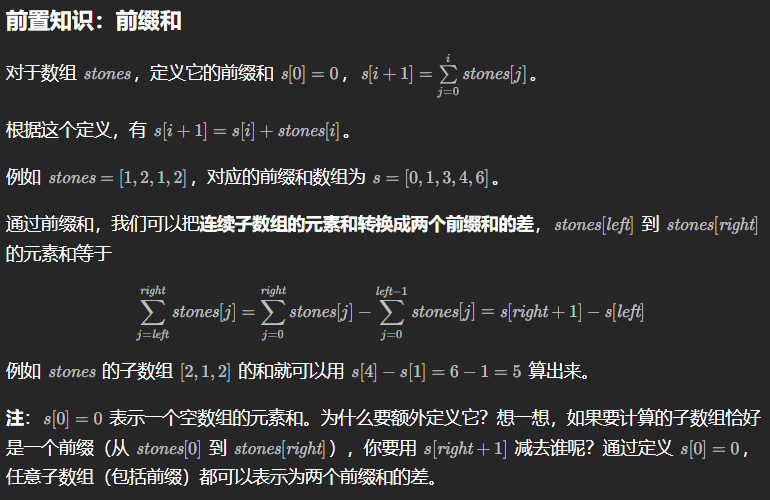 前置知识：前缀和
对于数组 stones，定义它的前缀和 s[0] = 0，s[i + 1] = \sum_{j=0}^{i} stones[j]。
根据这个定义，有 s[i + 1] = s[i] + stones[i]。
例如 stones = [1, 2, 1, 2]，对应的前缀和数组为 s = [0, 1, 3, 4, 6]。
通过前缀和，我们可以把连续子数组的元素和转换成两个前缀和的差，stones[left] 到 stones[right]
的元素和等于
\sum_{j=left}^{right} stones[j] = \sum_{j=0}^{right} stones[j] − \sum_{j=0}^{left−1} stones[j] = s[right + 1] − s[left]
例如 stones 的子数组 [2, 1, 2] 的和就可以用 s[4] − s[1] = 6 − 1 = 5 算出来。
注：s[0] = 0 表示一个空数组的元素和。为什么要额外定义它？想一想，如果要计算的子数组恰好
是一个前缀（从 stones[0] 到 stones[right]），你要用 s[right + 1] 减去谁呢？通过定义 s[0] = 0，
任意子数组（包括前缀）都可以表示为两个前缀和的差。